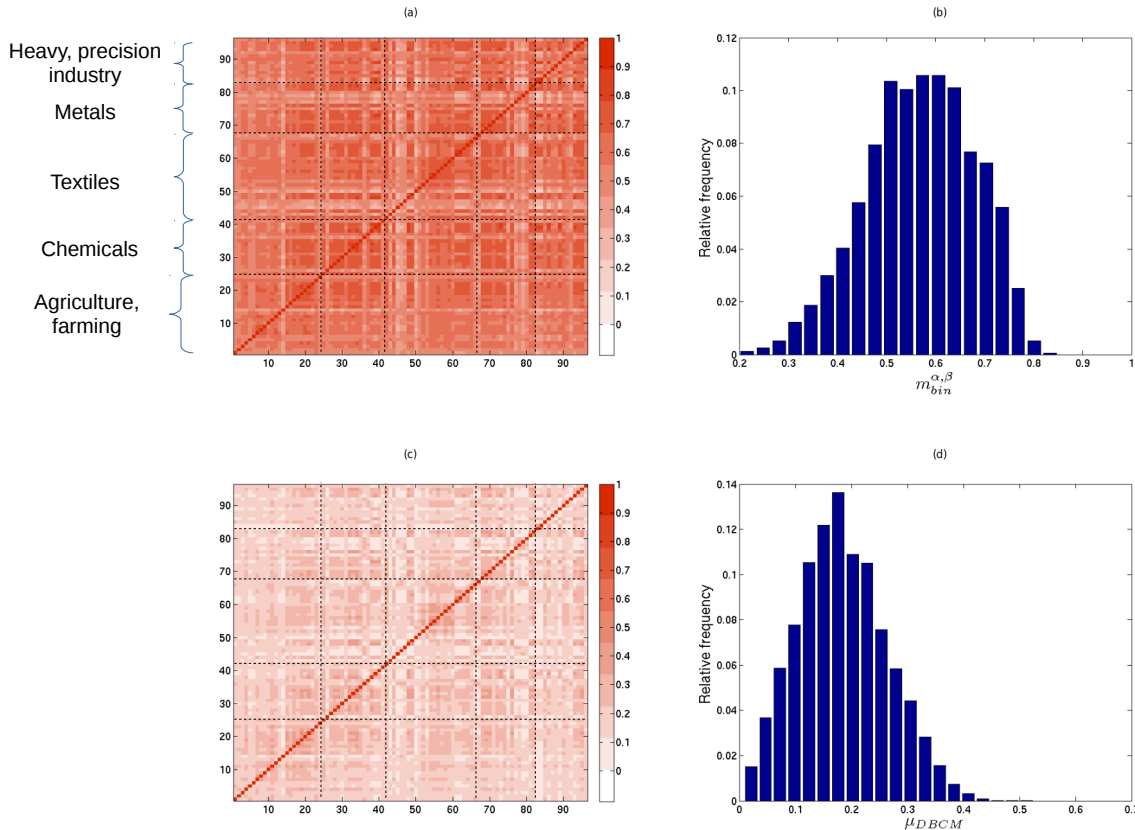 (a)
(b)
Heavy, precision
industry
Metals
Textiles
Chemicals
Agriculture,
farming
90
80
70
60
50
40
30
20
10
10 20 30 40 50 60 70 80 90
1
0.9
0.8
0.7
0.6
0.5
0.4
0.3
0.2
0.1
0
Relative frequency
0.12
0.1
0.08
0.06
0.04
0.02
0
0.2 0.3 0.4 0.5 0.6 0.7 0.8 0.9 1
m_{bin}^{α,β}
(c)
(d)
90
80
70
60
50
40
30
20
10
10 20 30 40 50 60 70 80 90
1
0.9
0.8
0.7
0.6
0.5
0.4
0.3
0.2
0.1
0
Relative frequency
0.14
0.12
0.1
0.08
0.06
0.04
0.02
0
0 0.1 0.2 0.3 0.4 0.5 0.6 0.7
μ_{DBCM}